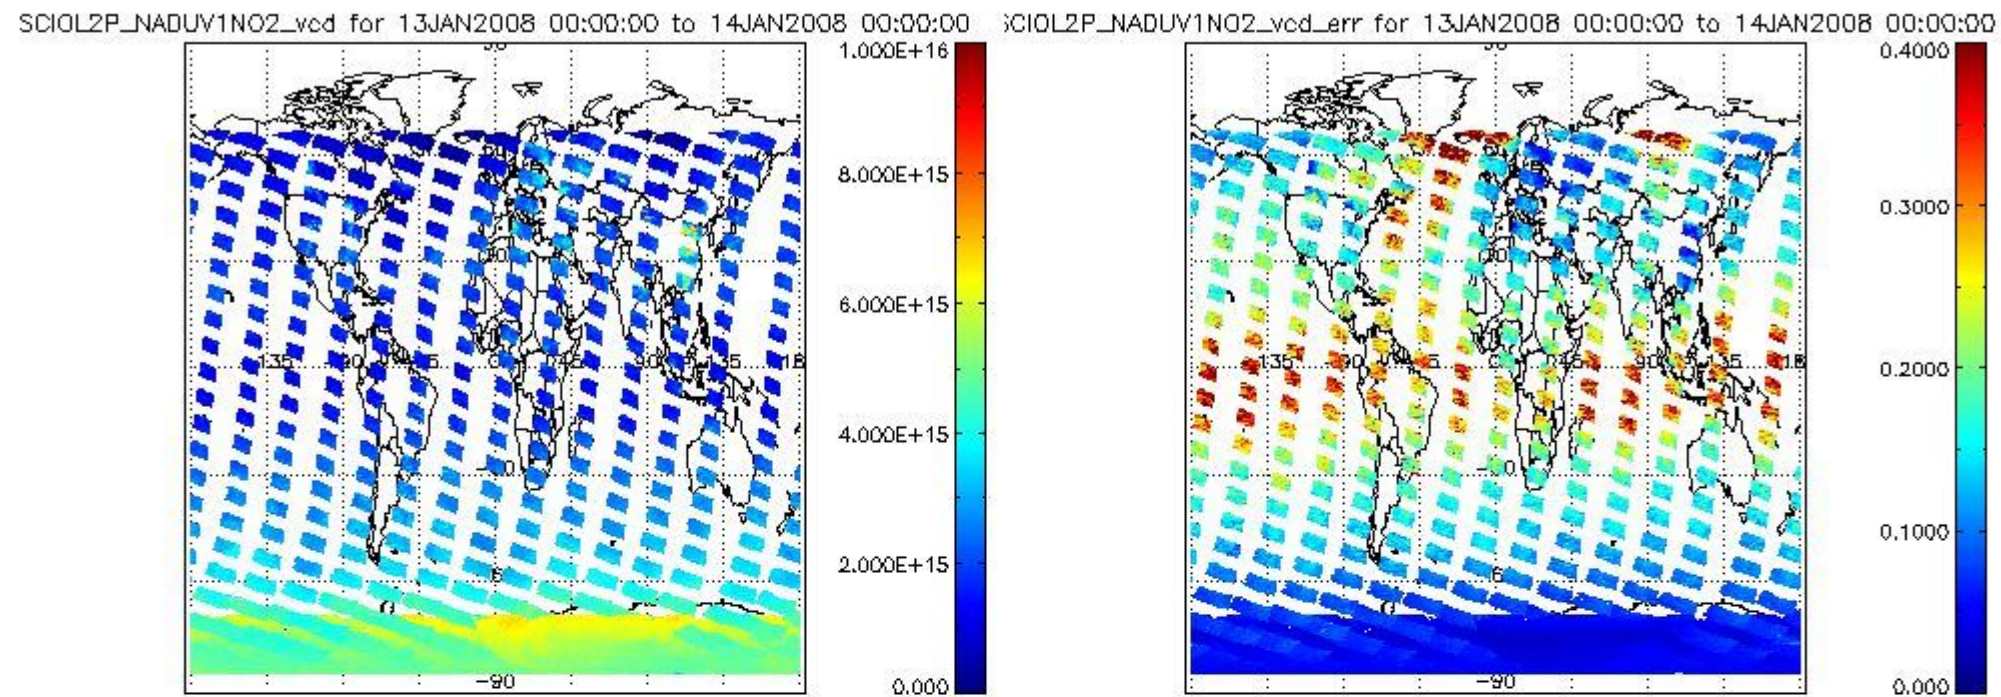 SCIOL2P_NADUV1NO2_vcd for 13JAN2008 00:00:00 to 14JAN2008 00:00:00
1.000E+16
8.000E+15
6.000E+15
4.000E+15
2.000E+15
0.000
-90
SCIOL2P_NADUV1NO2_vcd_err for 13JAN2008 00:00:00 to 14JAN2008 00:00:00
0.4000
0.3000
0.2000
0.1000
0.000
-90